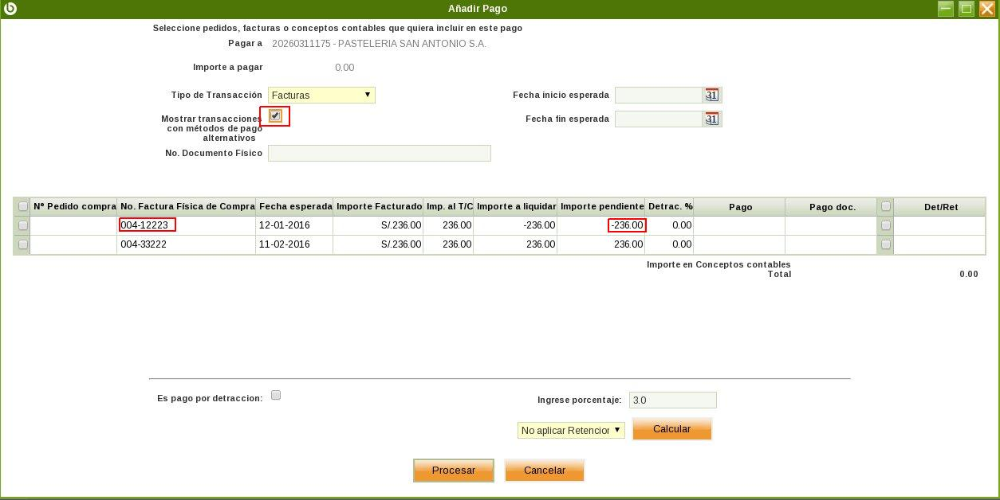 Añadir Pago
Seleccione pedidos, facturas o conceptos contables que quiera incluir en este pago
Pagar a 20260311175 - PASTELERIA SAN ANTONIO S.A.
Importe a pagar 0.00
Tipo de Transacción Facturas Fecha inicio esperada 31
Mostrar transacciones
con métodos de pago
alternativos
Fecha fin esperada 31
No. Documento Físico
Nº Pedido compra No. Factura Física de Compra Fecha esperada Importe Facturado Imp. al T/C Importe a liquidar Importe pendiente Detrac. % Pago Pago doc. Det/Ret
004-12223 12-01-2016 S/.236.00 236.00 -236.00 -236.00 0.00
004-33222 11-02-2016 S/.236.00 236.00 236.00 236.00 0.00
Importe en Conceptos contables
Total 0.00
Es pago por detraccion: Ingrese porcentaje: 3.0
No aplicar Retencior Calcular
Procesar Cancelar